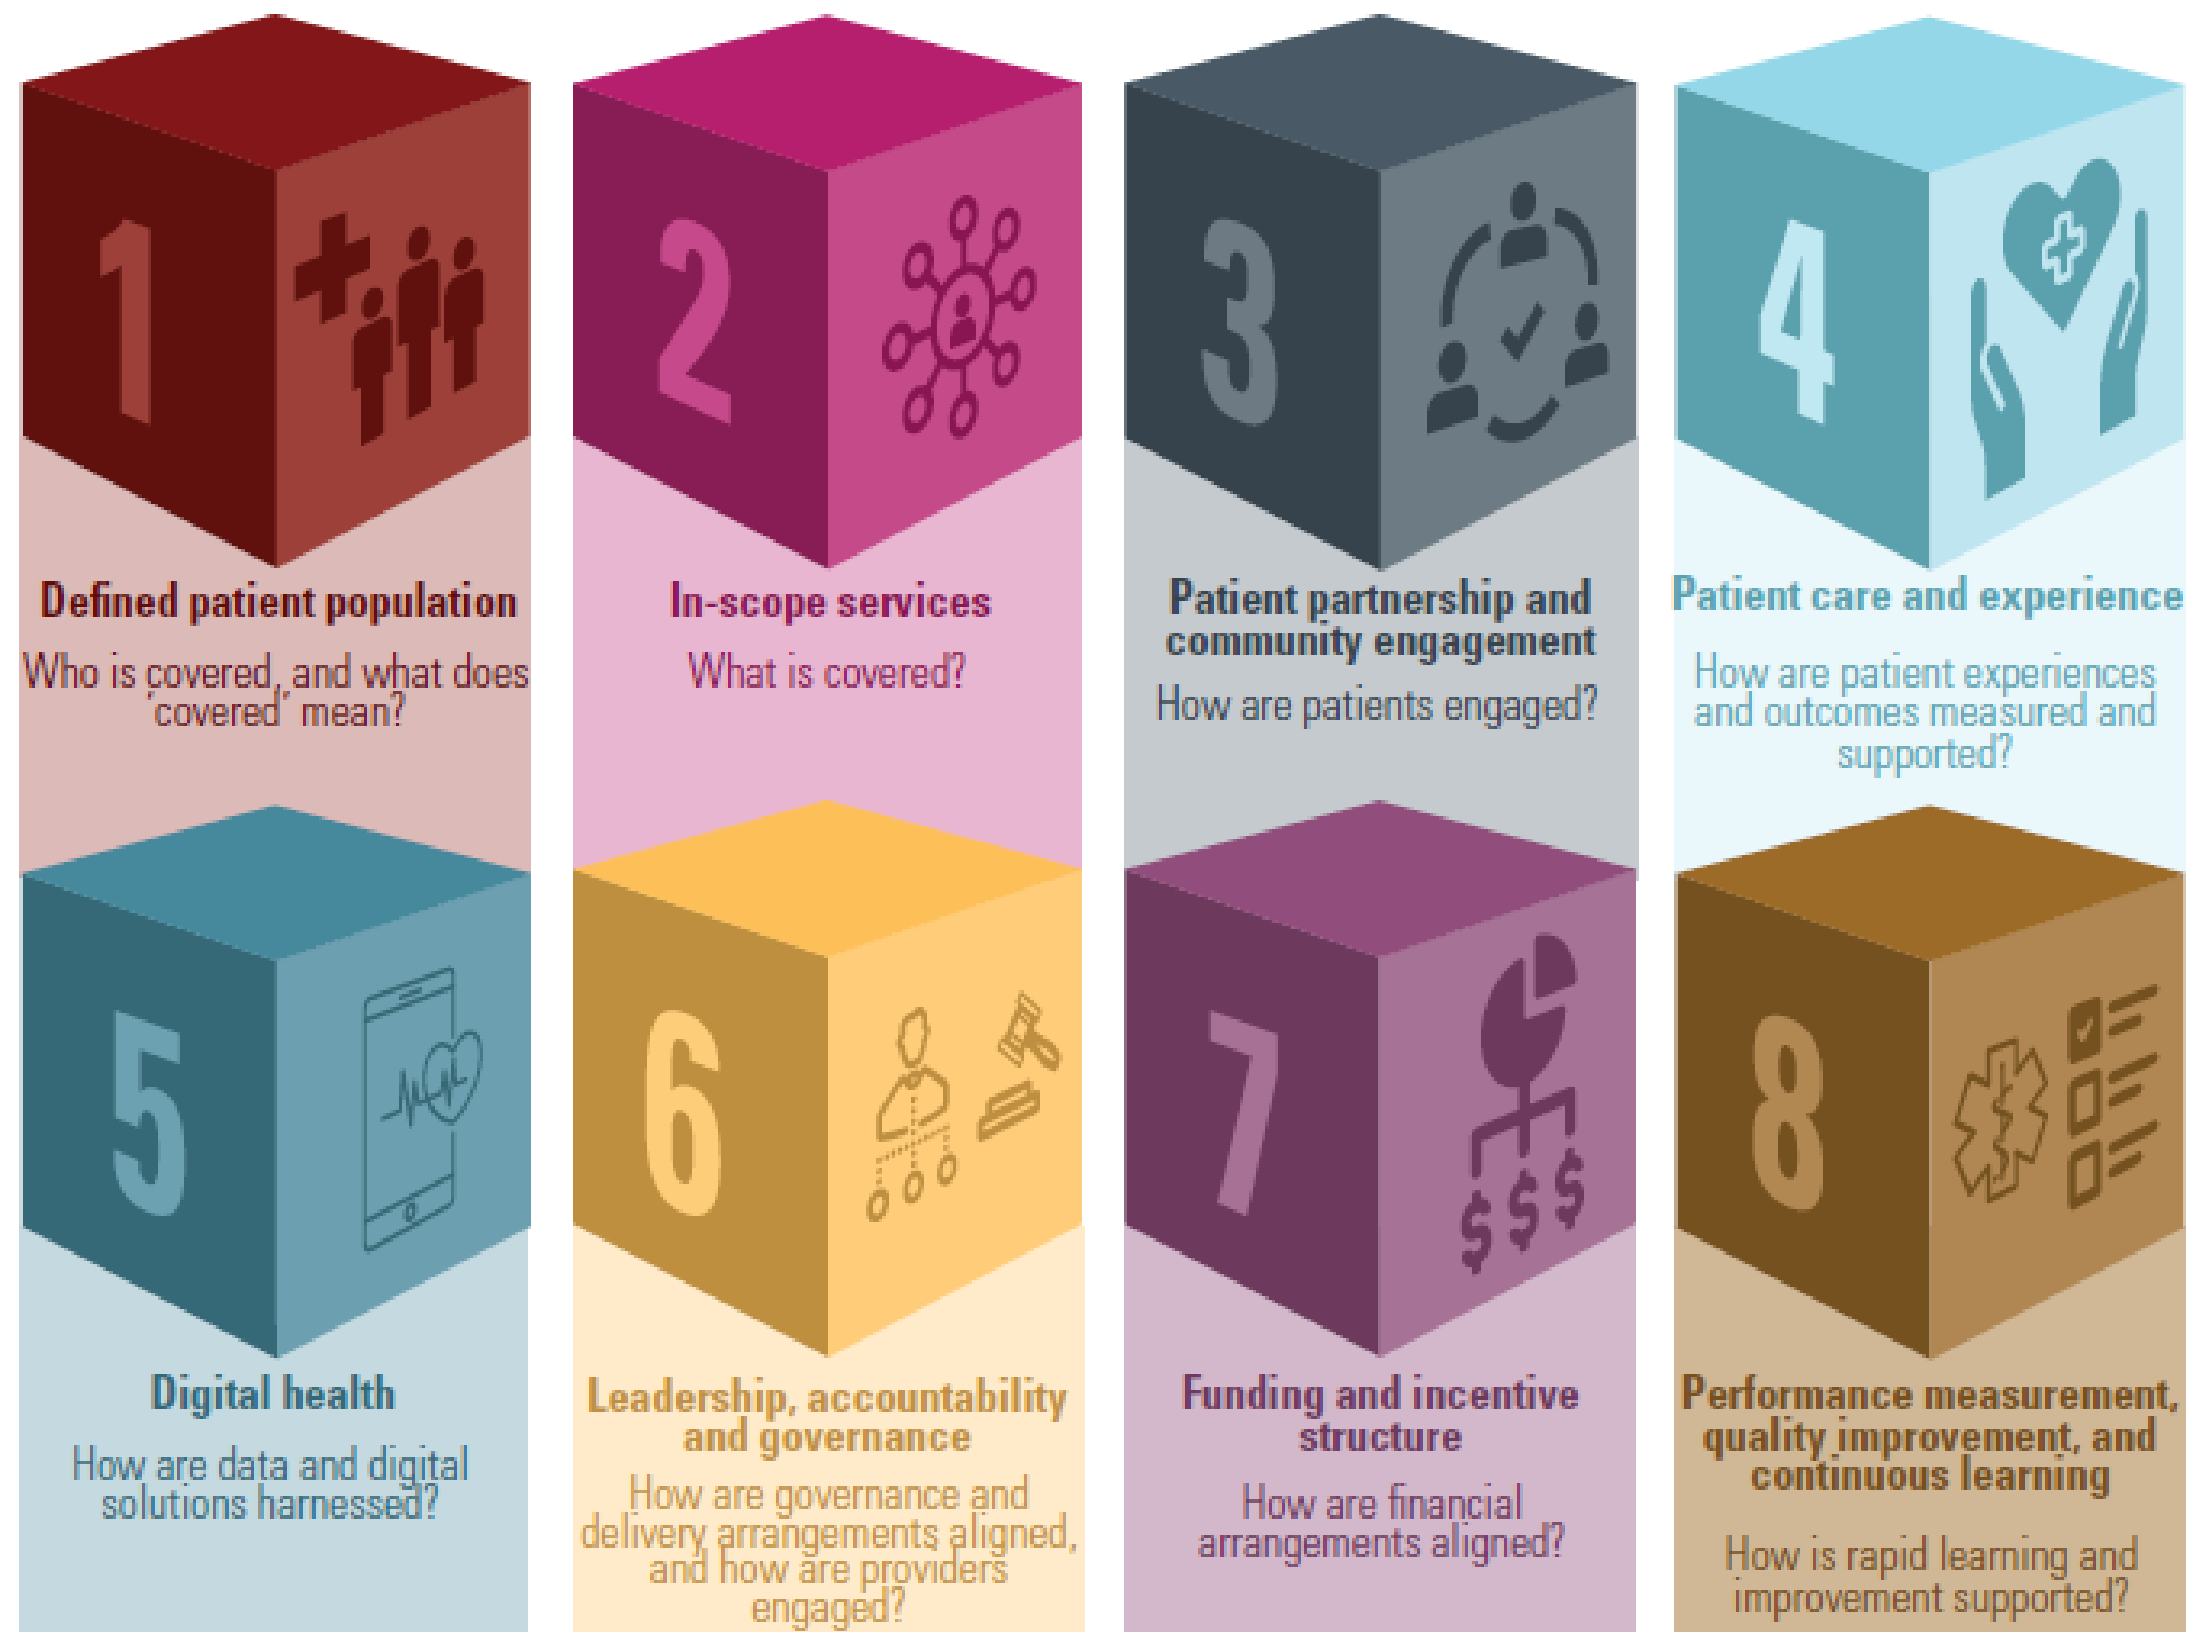 1
Defined patient population
Who is covered, and what does
'covered' mean?
2
In-scope services
What is covered?
3
Patient partnership and
community engagement
How are patients engaged?
4
Patient care and experience
How are patient experiences
and outcomes measured and
supported?
5
Digital health
How are data and digital
solutions harnessed?
6
Leadership, accountability
and governance
How are governance and
delivery arrangements aligned,
and how are providers
engaged?
7
$ $ $
Funding and incentive
structure
How are financial
arrangements aligned?
8
Performance measurement,
quality improvement, and
continuous learning
How is rapid learning and
improvement supported?